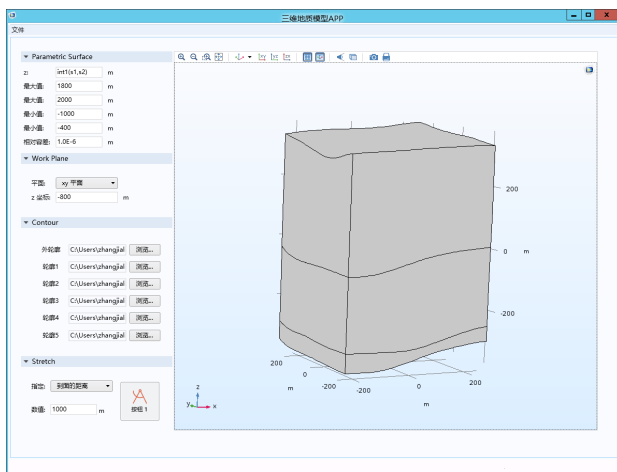 三维地质模型APP
文件
Parametric Surface
z: int1(s1,s2) m
最大值: 1800 m
最大值: 2000 m
最小值: -1000 m
最小值: -400 m
相对容差: 1.0E-6 m
Work Plane
平面: xy 平面
z 坐标: -800 m
Contour
外轮廓 C:\Users\zhangjial 浏览...
轮廓1 C:\Users\zhangjial 浏览...
轮廓2 C:\Users\zhangjial 浏览...
轮廓3 C:\Users\zhangjial 浏览...
轮廓4 C:\Users\zhangjial 浏览...
轮廓5 C:\Users\zhangjial 浏览...
Stretch
指定: 到面的距离
数值: 1000 m
按钮 1
200
0 m
-200
200
0
m
-200
-200
0
200
m
z
y
x